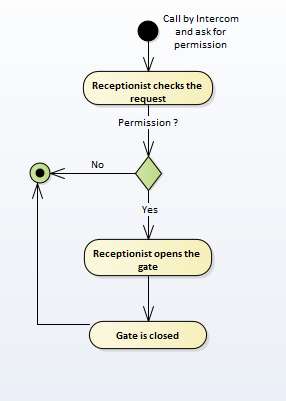 Call by Intercom
and ask for
permission
Receptionist checks the
request
Permission ?
No
Yes
Receptionist opens the
gate
Gate is closed